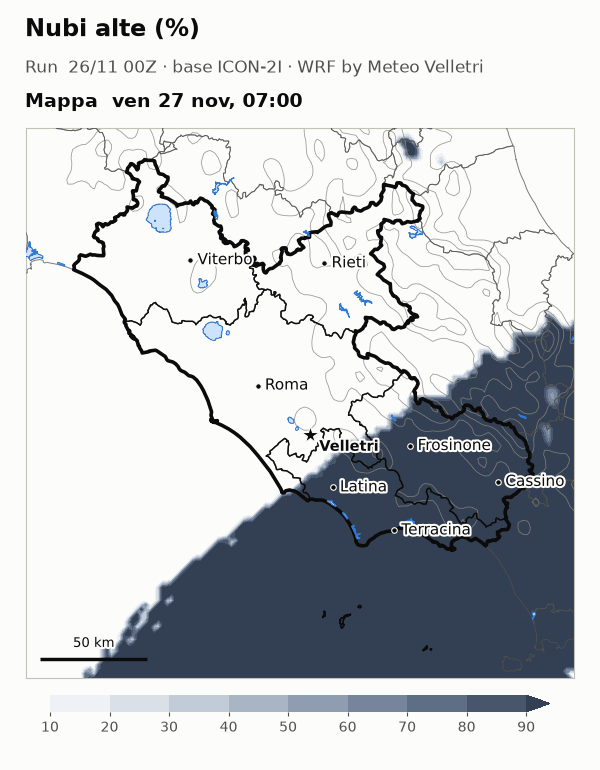 Nubi alte (%)
Run 26/11 00Z · base ICON-2I · WRF by Meteo Velletri
Mappa ven 27 nov, 07:00
Viterbo
Rieti
Roma
Velletri
Frosinone
Latina
Cassino
Terracina
50 km
10 20 30 40 50 60 70 80 90